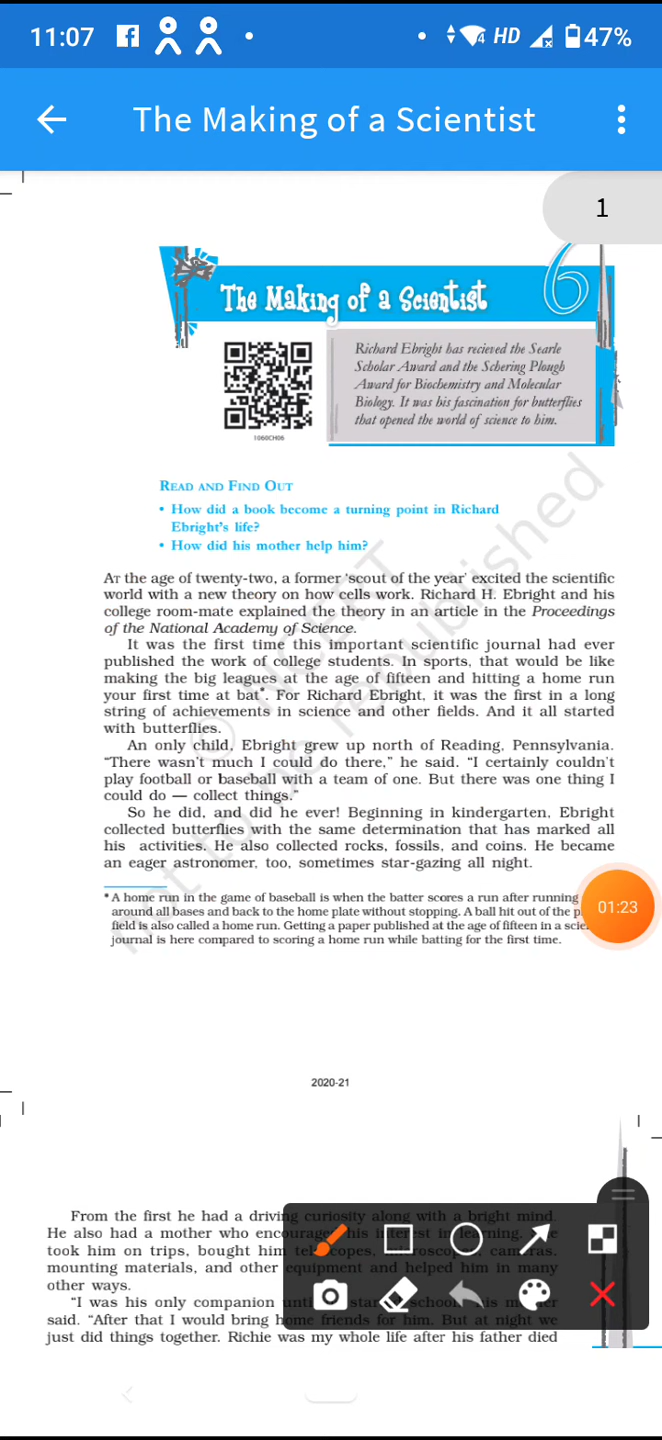 11:07
4 HD 47%
The Making of a Scientist
1
The Making of a Scientist
6
Richard Ebright has recieved the Searle
Scholar Award and the Schering Plough
Award for Biochemistry and Molecular
Biology. It was his fascination for butterflies
that opened the world of science to him.
1060CH06
READ AND FIND OUT
• How did a book become a turning point in Richard
Ebright's life?
• How did his mother help him?
AT the age of twenty-two, a former 'scout of the year' excited the scientific
world with a new theory on how cells work. Richard H. Ebright and his
college room-mate explained the theory in an article in the Proceedings
of the National Academy of Science.
It was the first time this important scientific journal had ever
published the work of college students. In sports, that would be like
making the big leagues at the age of fifteen and hitting a home run
your first time at bat*. For Richard Ebright, it was the first in a long
string of achievements in science and other fields. And it all started
with butterflies.
An only child, Ebright grew up north of Reading, Pennsylvania.
“There wasn't much I could do there,” he said. “I certainly couldn't
play football or baseball with a team of one. But there was one thing I
could do — collect things.”
So he did, and did he ever! Beginning in kindergarten, Ebright
collected butterflies with the same determination that has marked all
his activities. He also collected rocks, fossils, and coins. He became
an eager astronomer, too, sometimes star-gazing all night.
* A home run in the game of baseball is when the batter scores a run after running
around all bases and back to the home plate without stopping. A ball hit out of the
field is also called a home run. Getting a paper published at the age of fifteen in a
journal is here compared to scoring a home run while batting for the first time.
01:23
© NCERT
not to be republished
2020-21
From the first he had a driving curiosity along with a bright mind.
He also had a mother who encouraged his interest in learning.
took him on trips, bought him telescopes, microscopes, cameras,
mounting materials, and other equipment and helped him in many
other ways.
“I was his only companion until he started school,” his mother
said. “After that I would bring home friends for him. But at night we
just did things together. Richie was my whole life after his father died